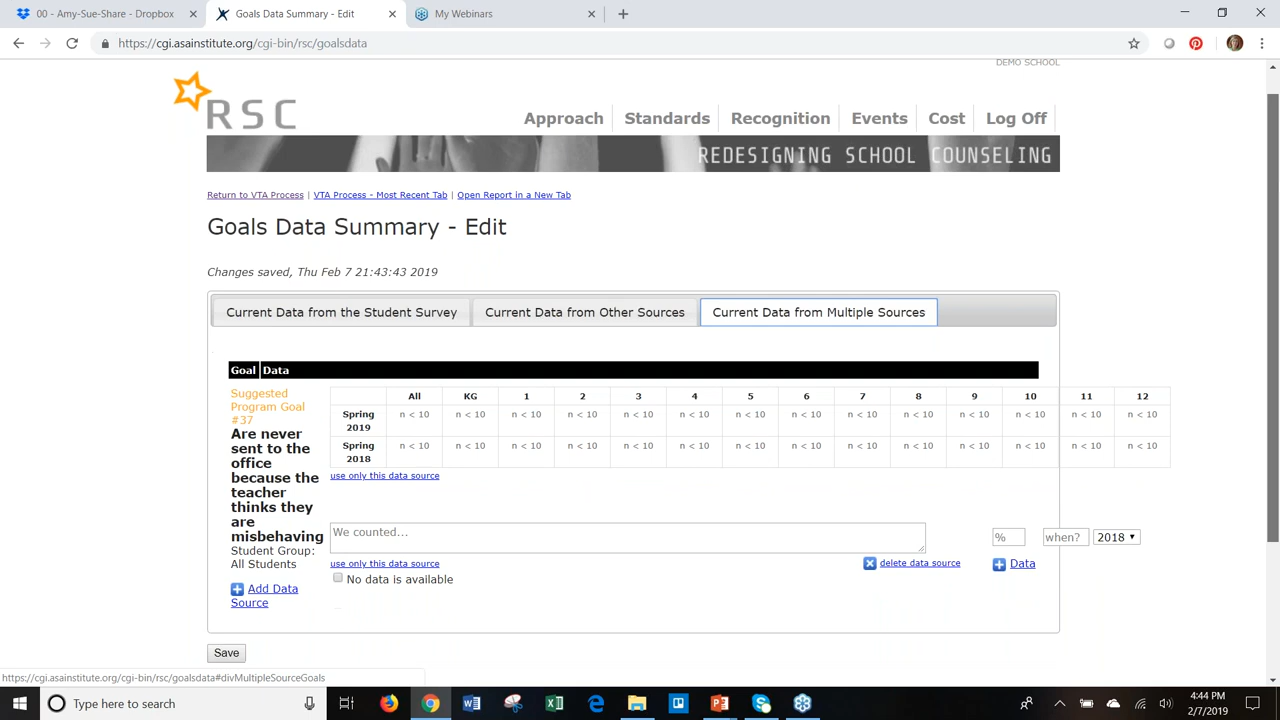 00 - Amy-Sue-Share - Dropbox
Goals Data Summary - Edit
My Webinars
https://cgi.asainstitute.org/cgi-bin/rsc/goalsdata
DEMO SCHOOL
RSC
Approach Standards Recognition Events Cost Log Off
REDESIGNING SCHOOL COUNSELING
Return to VTA Process | VTA Process - Most Recent Tab | Open Report in a New Tab
Goals Data Summary - Edit
Changes saved, Thu Feb 7 21:43:43 2019
Current Data from the Student Survey Current Data from Other Sources Current Data from Multiple Sources
Goal Data
Suggested
Program Goal
#37
Are never
sent to the
office
because the
teacher
thinks they
are
misbehaving
Student Group:
All Students
Add Data
Source
All KG 1 2 3 4 5 6 7 8 9 10 11 12
Spring
2019
n < 10 n < 10 n < 10 n < 10 n < 10 n < 10 n < 10 n < 10 n < 10 n < 10 n < 10 n < 10 n < 10 n < 10
Spring
2018
n < 10 n < 10 n < 10 n < 10 n < 10 n < 10 n < 10 n < 10 n < 10 n < 10 n < 10 n < 10 n < 10 n < 10
use only this data source
We counted...
% when? 2018
use only this data source
delete data source
Data
No data is available
Save
https://cgi.asainstitute.org/cgi-bin/rsc/goalsdata#divMultipleSourceGoals
Type here to search
4:44 PM
2/7/2019